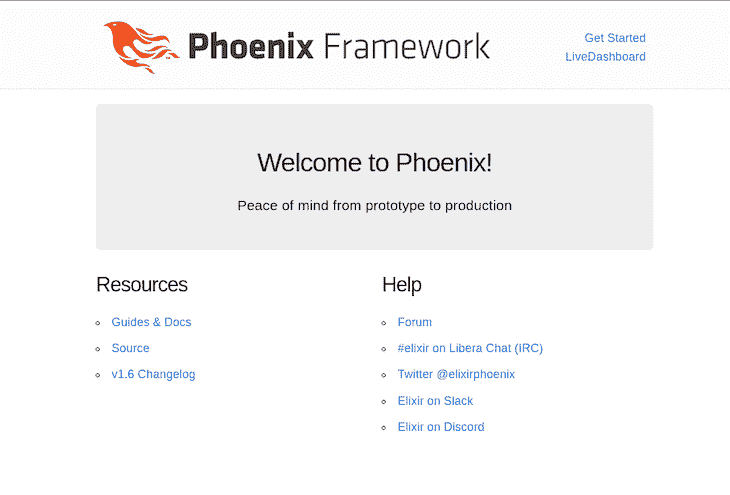 Phoenix Framework
Get Started
LiveDashboard
Welcome to Phoenix!
Peace of mind from prototype to production
Resources
Guides & Docs
Source
v1.6 Changelog
Help
Forum
#elixir on Libera Chat (IRC)
Twitter @elixirphoenix
Elixir on Slack
Elixir on Discord